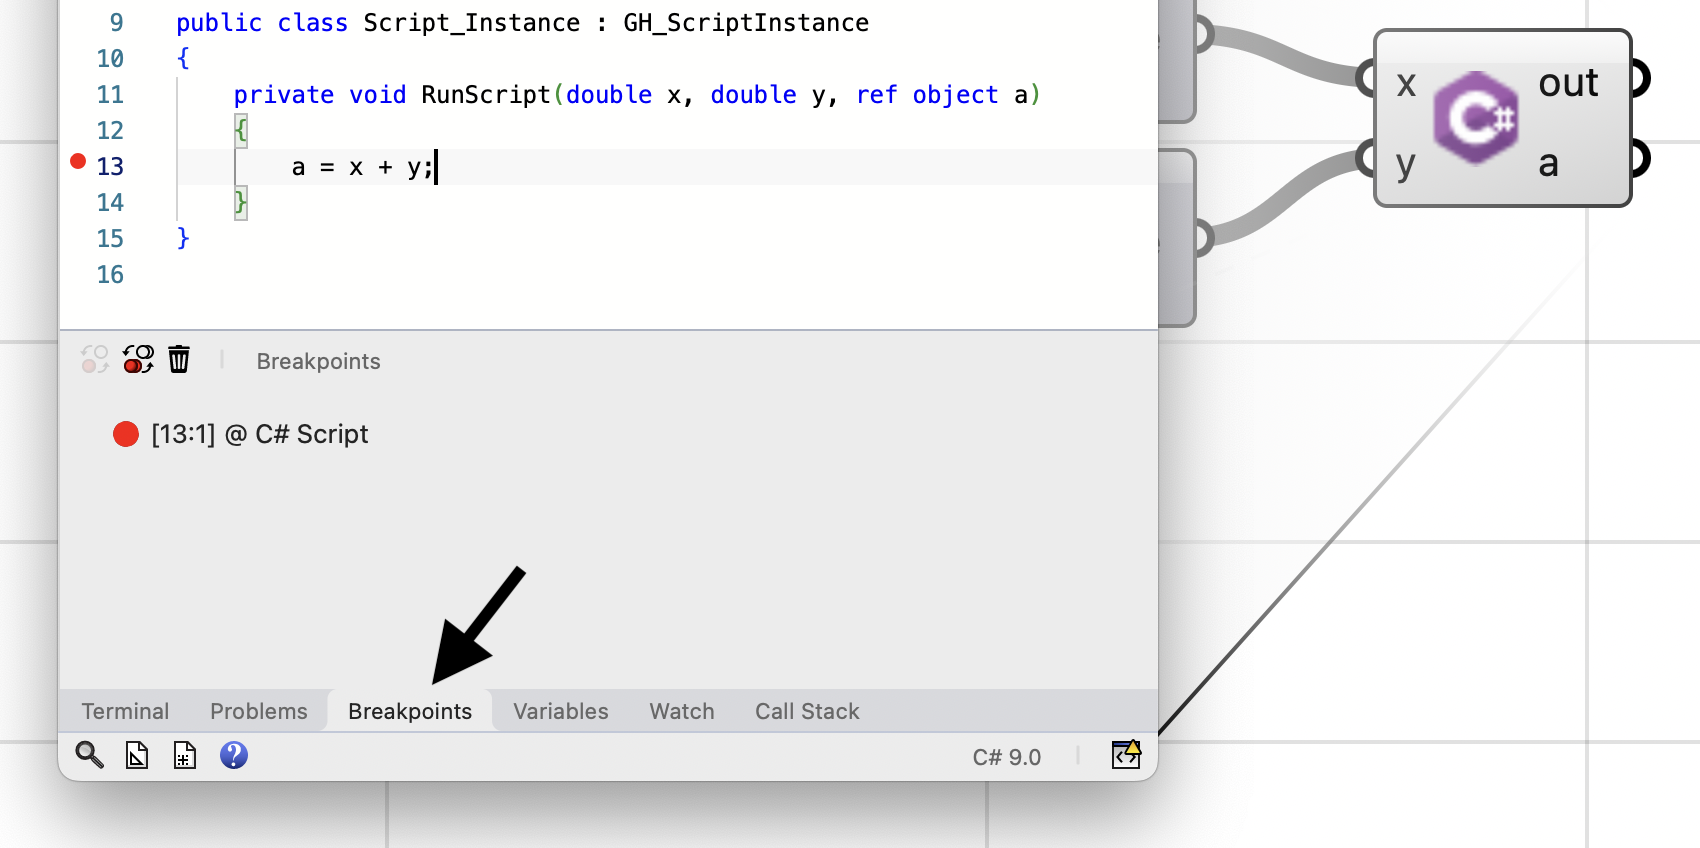 9 public class Script_Instance : GH_ScriptInstance
10 {
11 private void RunScript(double x, double y, ref object a)
12 {
13 a = x + y;
14 }
15 }
16
Breakpoints
[13:1] @ C# Script
Terminal Problems Breakpoints Variables Watch Call Stack
? C# 9.0
x C# out
y a